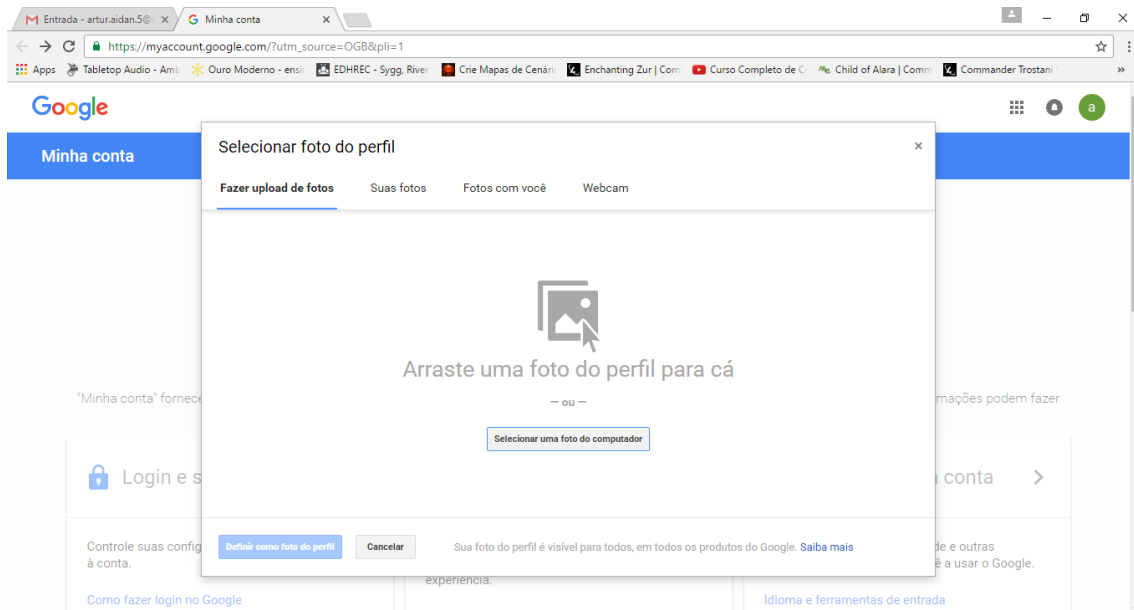 Entrada - artur.aidan.5@
Minha conta
https://myaccount.google.com/?utm_source=OGB&pli=1
Apps Tabletop Audio - Amb Ouro Moderno - ensin EDHREC - Sygg, River Crie Mapas de Cenário Enchanting Zur | Com Curso Completo de C Child of Alara | Comm Commander Trostani
Google
a
Minha conta
Selecionar foto do perfil
Fazer upload de fotos Suas fotos Fotos com você Webcam
Arraste uma foto do perfil para cá
— ou —
Selecionar uma foto do computador
"Minha conta" fornece
mações podem fazer
Login e s
conta
Controle suas config
à conta.
de e outras
ê a usar o Google.
Definir como foto do perfil Cancelar Sua foto do perfil é visível para todos, em todos os produtos do Google. Saiba mais
experiência.
Como fazer login no Google
Idioma e ferramentas de entrada